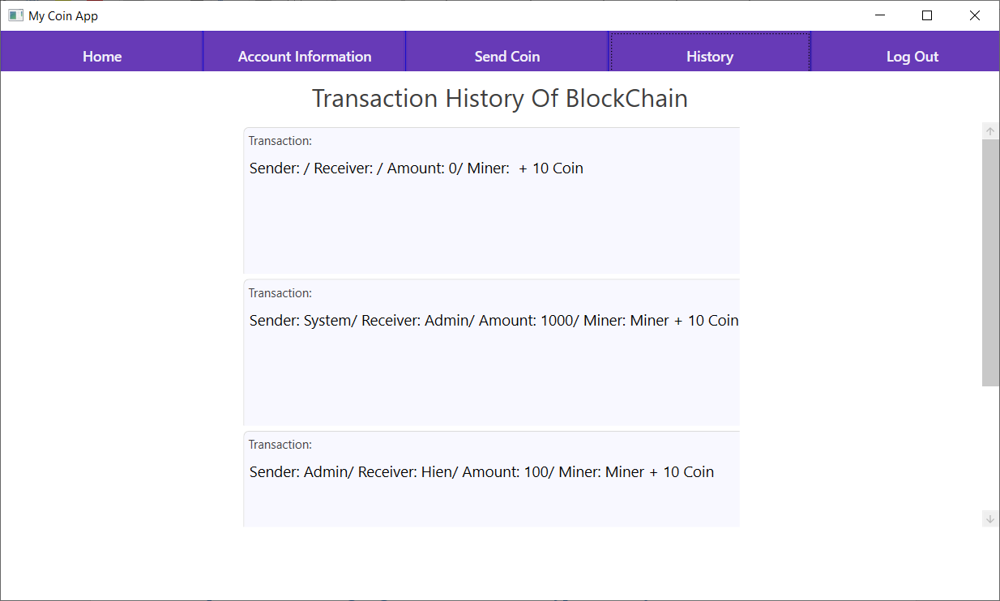 My Coin App
Home Account Information Send Coin History Log Out
Transaction History Of BlockChain
Transaction:
Sender: / Receiver: / Amount: 0/ Miner:  + 10 Coin
Transaction:
Sender: System/ Receiver: Admin/ Amount: 1000/ Miner: Miner + 10 Coin
Transaction:
Sender: Admin/ Receiver: Hien/ Amount: 100/ Miner: Miner + 10 Coin